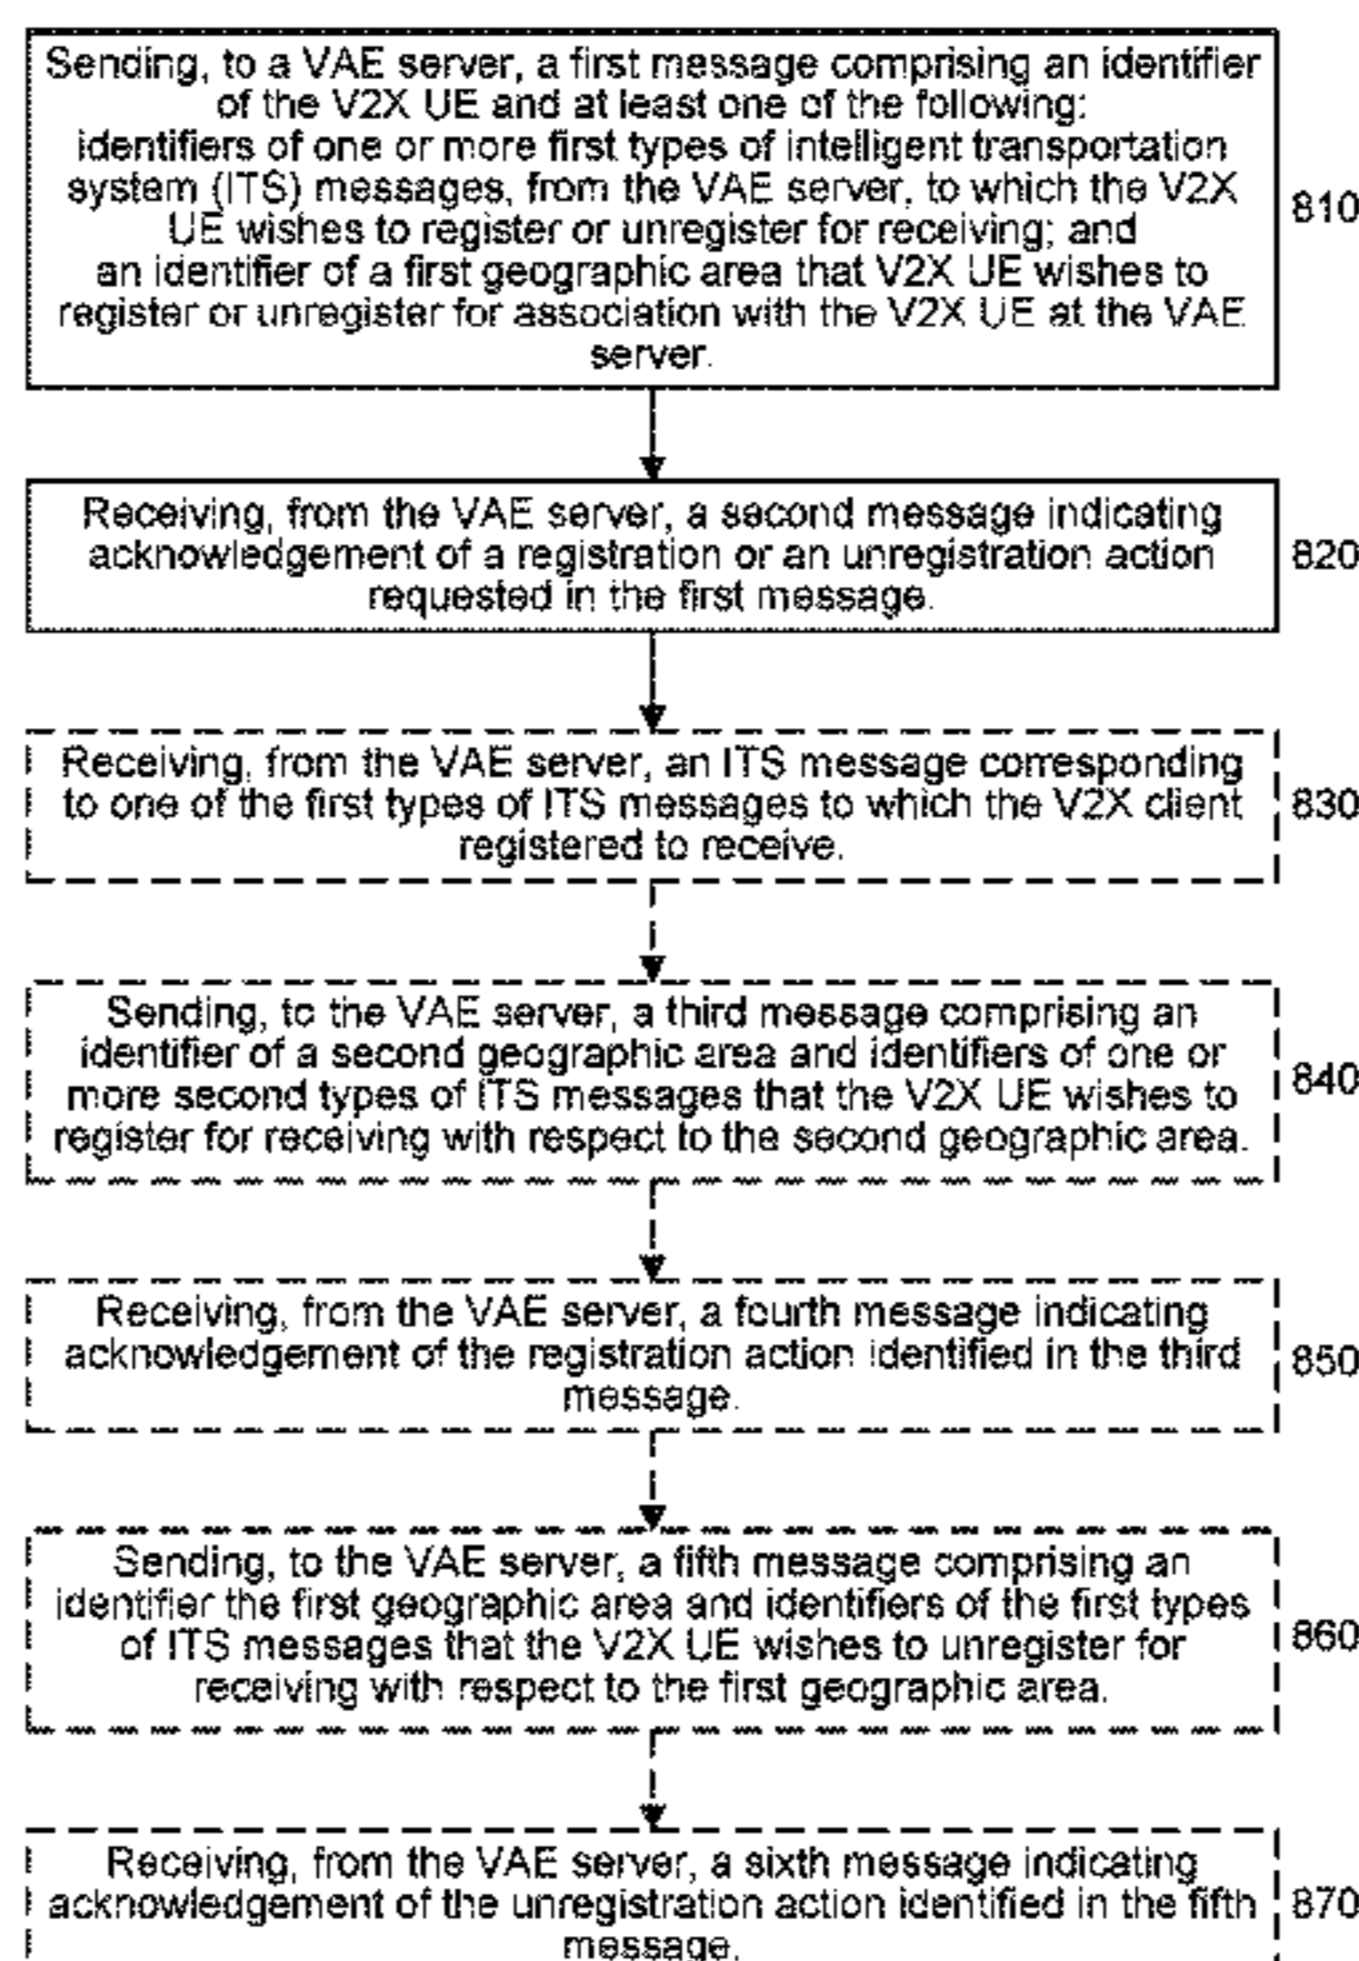 Sending, to a VAE server, a first message comprising an identifier
of the V2X UE and at least one of the following:
identifiers of one or more first types of intelligent transportation
system (ITS) messages, from the VAE server, to which the V2X
UE wishes to register or unregister for receiving; and
an identifier of a first geographic area that V2X UE wishes to
register or unregister for association with the V2X UE at the VAE
server.
810
Receiving, from the VAE server, a second message indicating
acknowledgement of a registration or an unregistration action
requested in the first message.
820
Receiving, from the VAE server, an ITS message corresponding
to one of the first types of ITS messages to which the V2X client
registered to receive.
830
Sending, to the VAE server, a third message comprising an
identifier of a second geographic area and identifiers of one or
more second types of ITS messages that the V2X UE wishes to
register for receiving with respect to the second geographic area.
840
Receiving, from the VAE server, a fourth message indicating
acknowledgement of the registration action identified in the third
message.
850
Sending, to the VAE server, a fifth message comprising an
identifier the first geographic area and identifiers of the first types
of ITS messages that the V2X UE wishes to unregister for
receiving with respect to the first geographic area.
860
Receiving, from the VAE server, a sixth message indicating
acknowledgement of the unregistration action identified in the fifth
message.
870